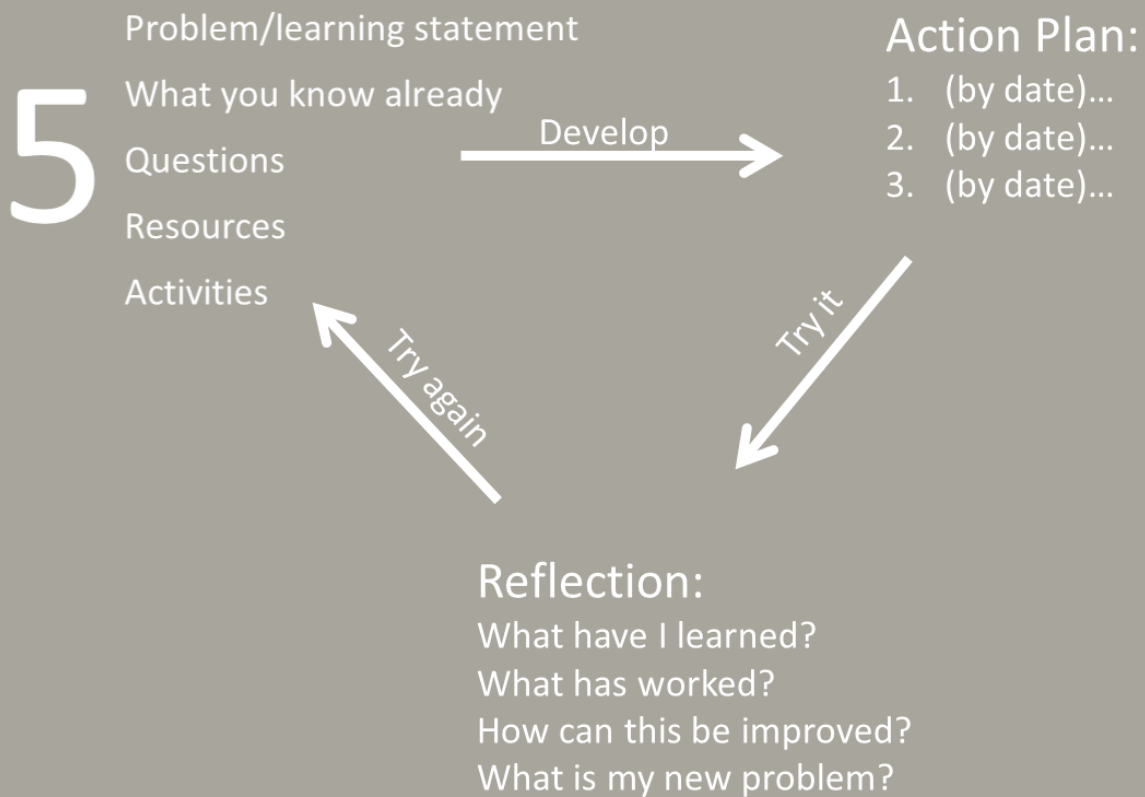 5
Problem/learning statement
What you know already
Questions
Resources
Activities
Develop
Action Plan:
1. (by date)...
2. (by date)...
3. (by date)...
Try it
Try again
Reflection:
What have I learned?
What has worked?
How can this be improved?
What is my new problem?